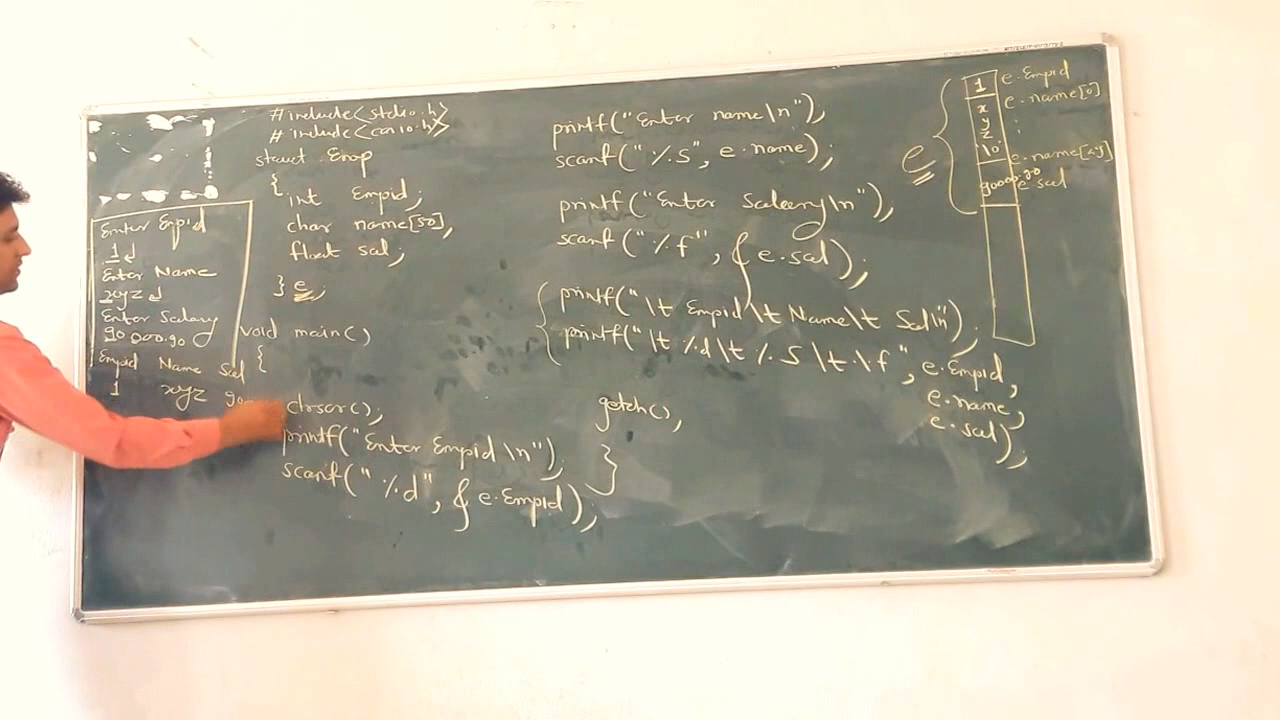 #include<stdio.h>
#include<conio.h>
struct Emp
{
int Empid;
char name[50],
float sal;
} e;
void main()
{
clrscr();
printf("Enter Empid \n");
scanf("%d", & e.Empid);
printf("Enter name\n");
scanf("%s", e.name);
printf("Enter Salary\n");
scanf("%f", & e.sal);
printf("\t Empid\t Name\t Sal\n");
printf("\t %d\t %s \t %f", e.Empid,
e.name,
e.sal);
getch();
}
Enter Empid
1
Enter Name
xyz
Enter Salary
90000.90
Empid Name Sal
1 xyz 90
e
1 e.Empid
x e.name[0]
y
z
\0
e.name[49]
90000.90 e.sal